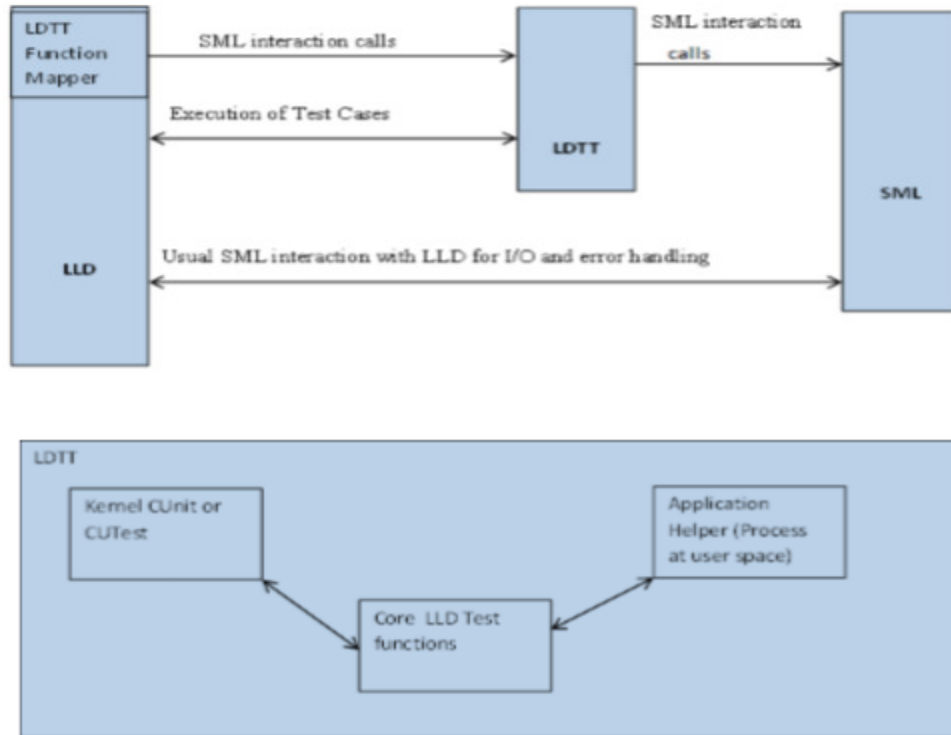 LDTT
Function
Mapper
SML interaction calls
SML interaction
calls
Execution of Test Cases
LDTT
SML
Usual SML interaction with LLD for I/O and error handling
LLD
LDTT
Kernel CUnit or
CUTest
Application
Helper (Process
at user space)
Core LLD Test
functions